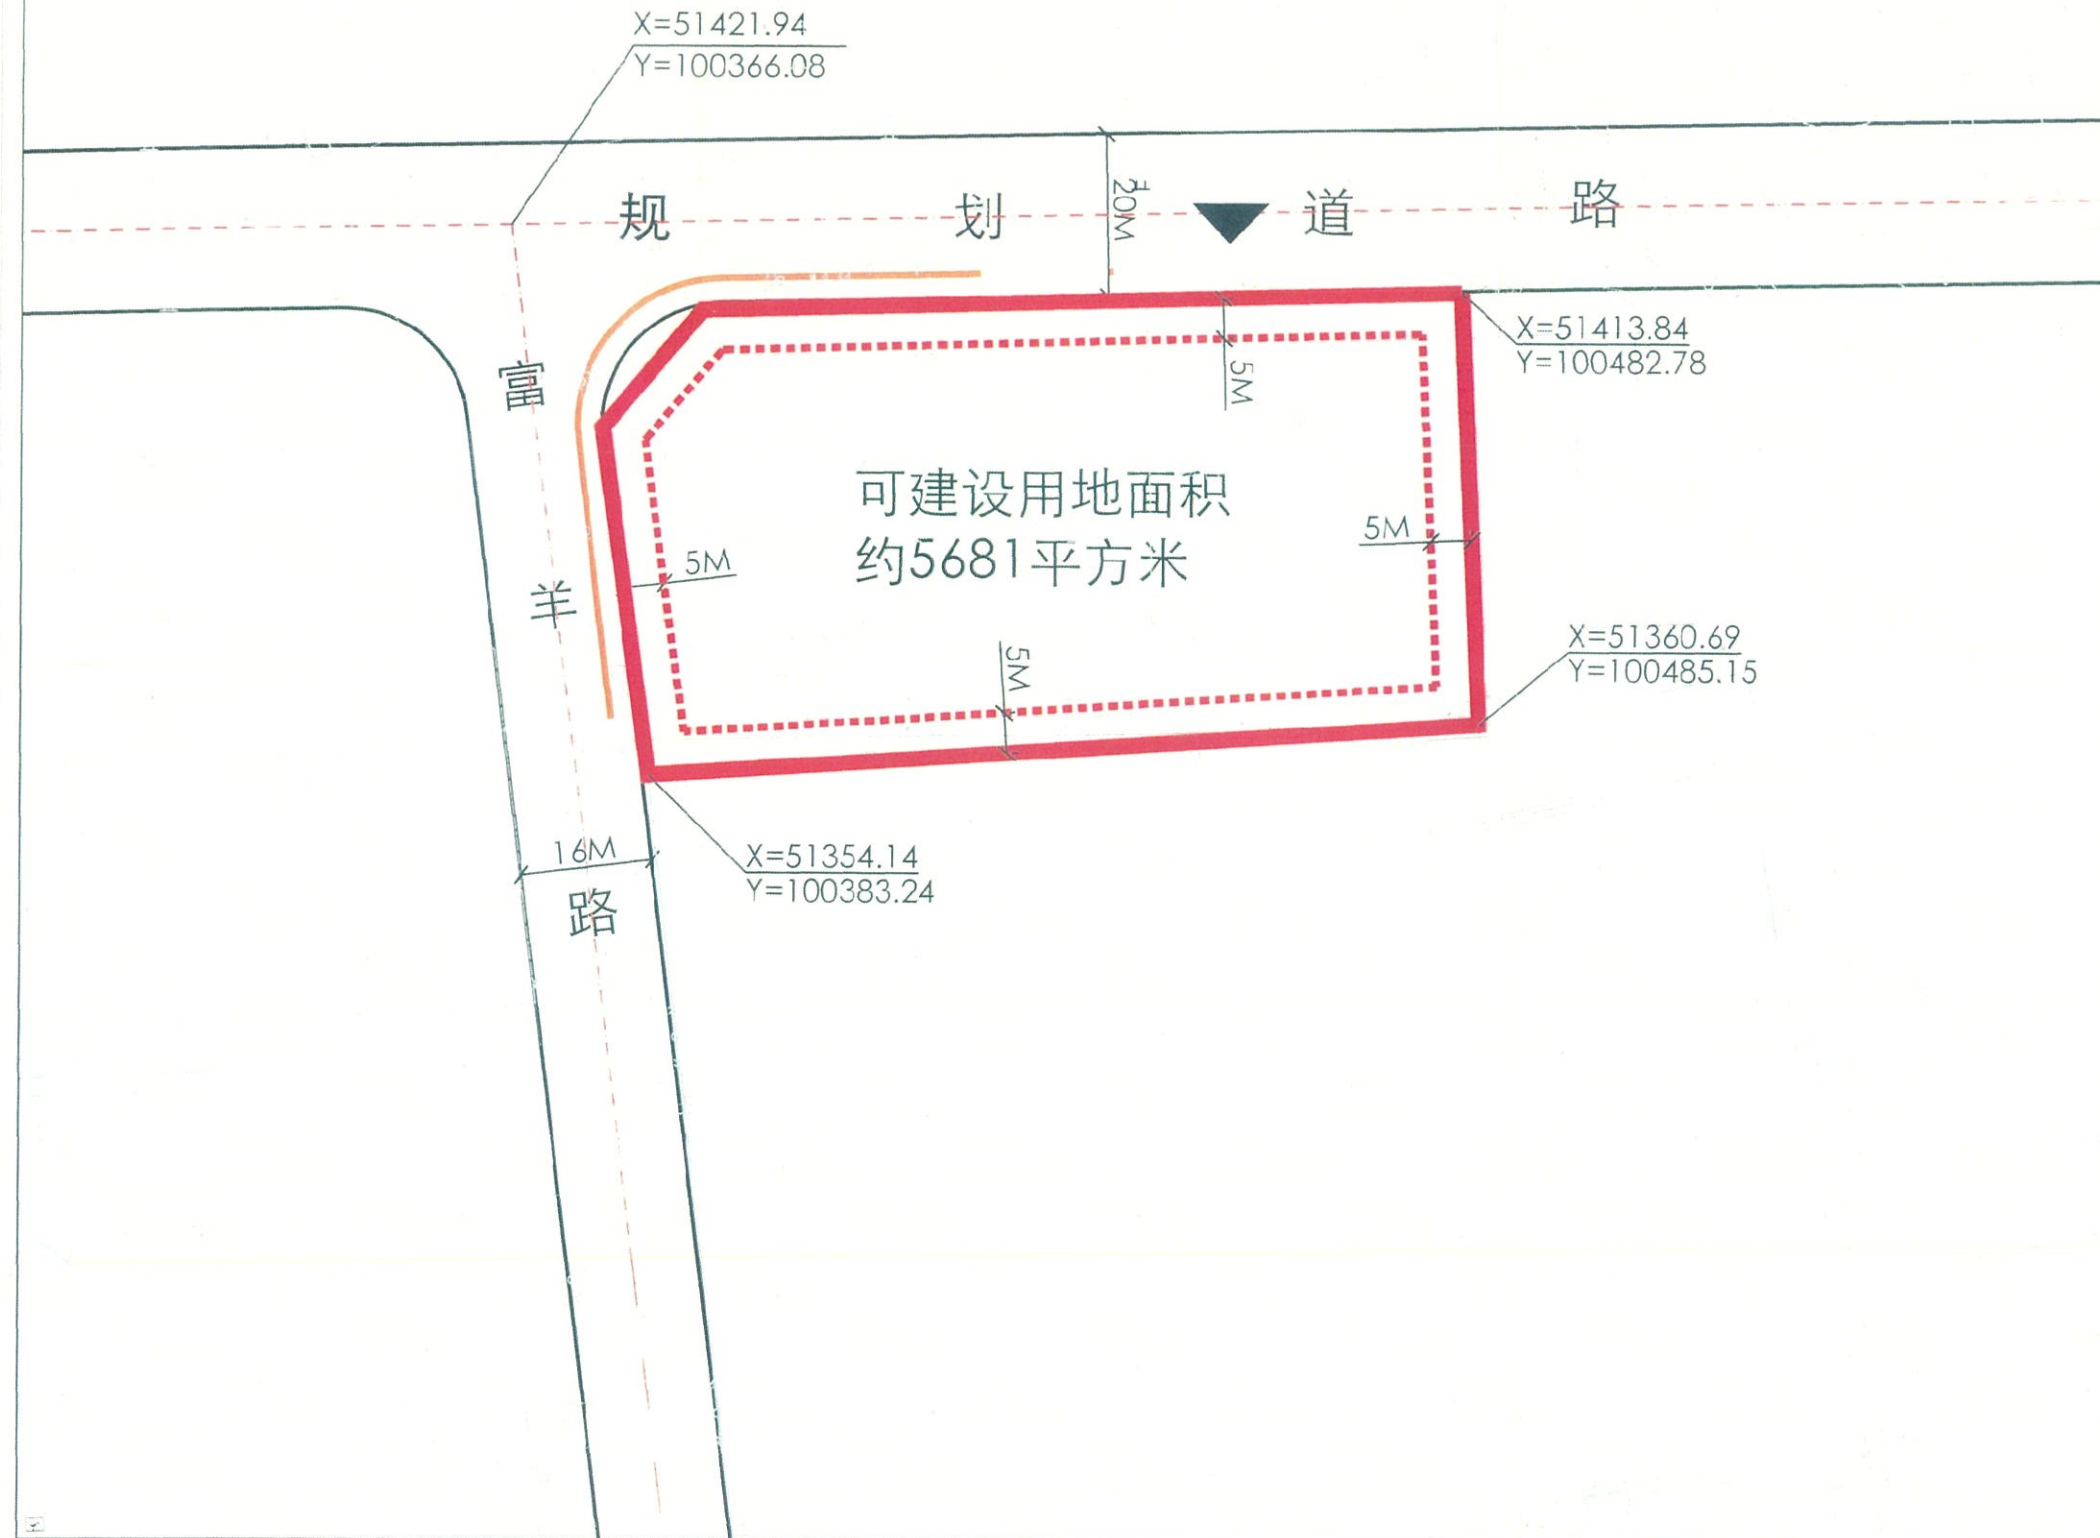 X=51421.94
Y=100366.08
规划道路
20M
X=51413.84
Y=100482.78
5M
富羊路
可建设用地面积
约5681平方米
5M
5M
5M
X=51360.69
Y=100485.15
16M
X=51354.14
Y=100383.24